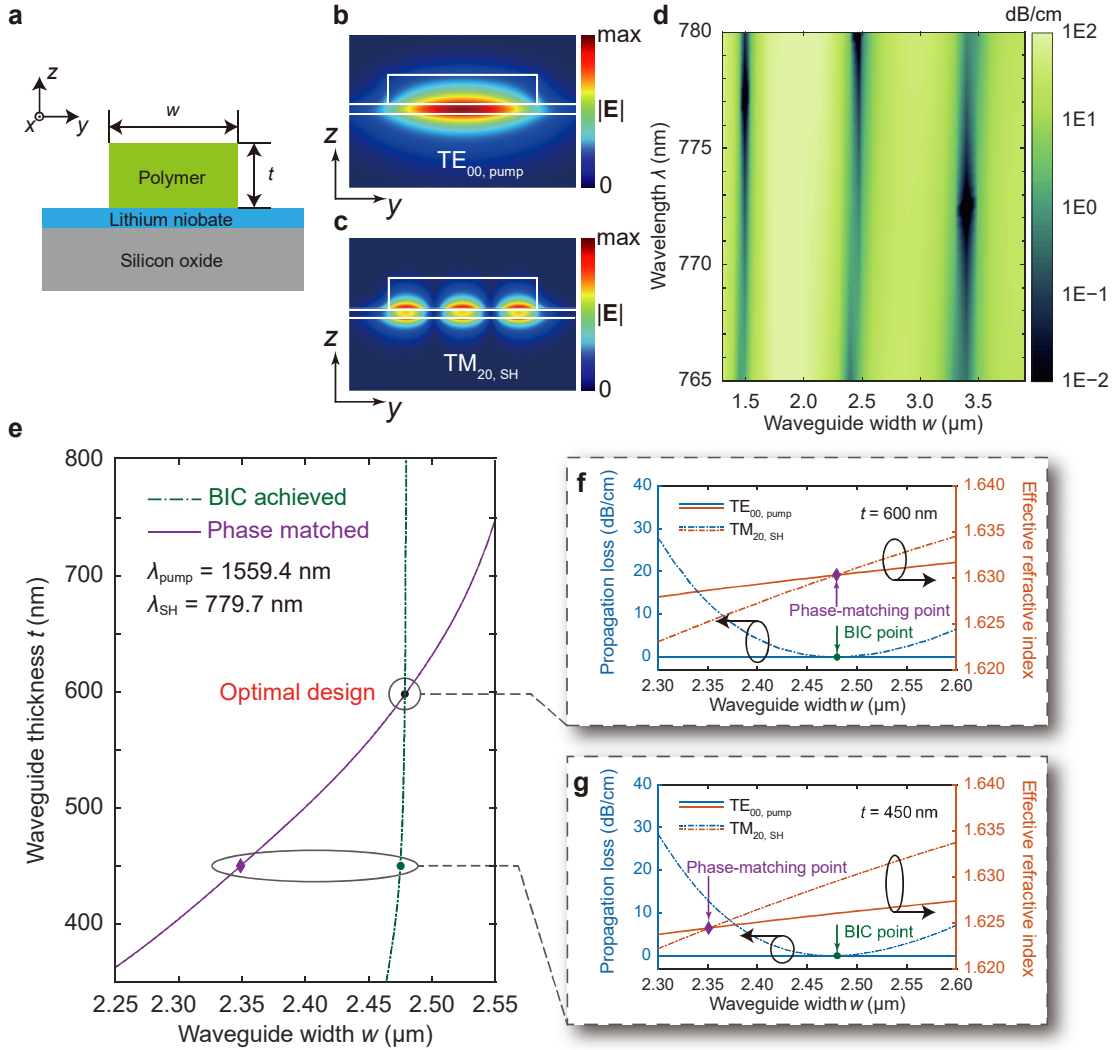 a
z
x
y
w
t
Polymer
Lithium niobate
Silicon oxide
b
z
y
TE00, pump
max
|E|
0
c
z
y
TM20, SH
max
|E|
0
d
dB/cm
Wavelength λ (nm)
780
775
770
765
1.5
2.0
2.5
3.0
3.5
Waveguide width w (μm)
1E2
1E1
1E0
1E−1
1E−2
e
Waveguide thickness t (nm)
800
700
600
500
400
BIC achieved
Phase matched
λpump = 1559.4 nm
λSH = 779.7 nm
Optimal design
2.25
2.30
2.35
2.40
2.45
2.50
2.55
Waveguide width w (μm)
f
Propagation loss (dB/cm)
40
30
20
10
0
TE00, pump
TM20, SH
t = 600 nm
Phase-matching point
BIC point
1.640
1.635
1.630
1.625
1.620
Effective refractive index
2.30
2.35
2.40
2.45
2.50
2.55
2.60
Waveguide width w (μm)
g
Propagation loss (dB/cm)
40
30
20
10
0
TE00, pump
TM20, SH
t = 450 nm
Phase-matching point
BIC point
1.640
1.635
1.630
1.625
1.620
Effective refractive index
2.30
2.35
2.40
2.45
2.50
2.55
2.60
Waveguide width w (μm)